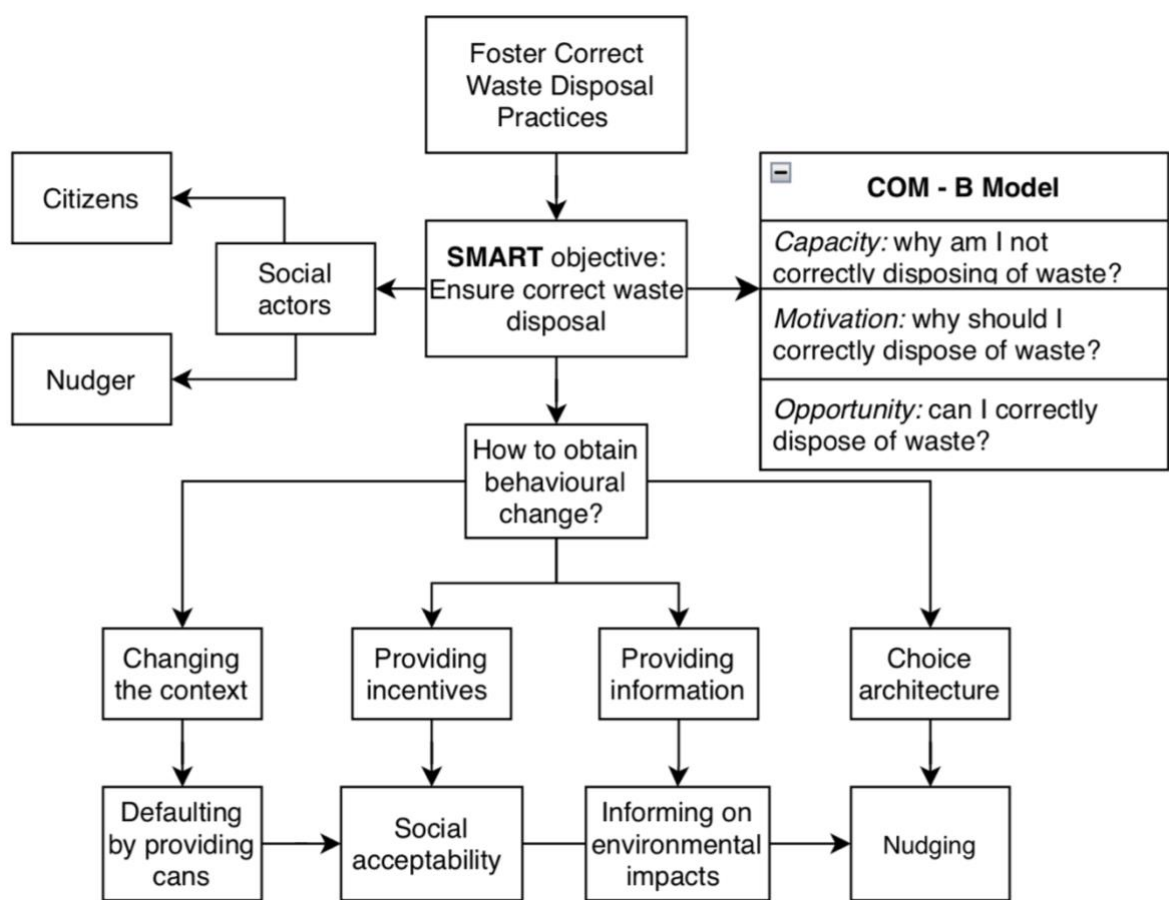 Foster Correct
Waste Disposal
Practices
Citizens
Social
actors
Nudger
SMART objective:
Ensure correct waste
disposal
COM - B Model
Capacity: why am I not
correctly disposing of waste?
Motivation: why should I
correctly dispose of waste?
Opportunity: can I correctly
dispose of waste?
How to obtain
behavioural
change?
Changing
the context
Providing
incentives
Providing
information
Choice
architecture
Defaulting
by providing
cans
Social
acceptability
Informing on
environmental
impacts
Nudging